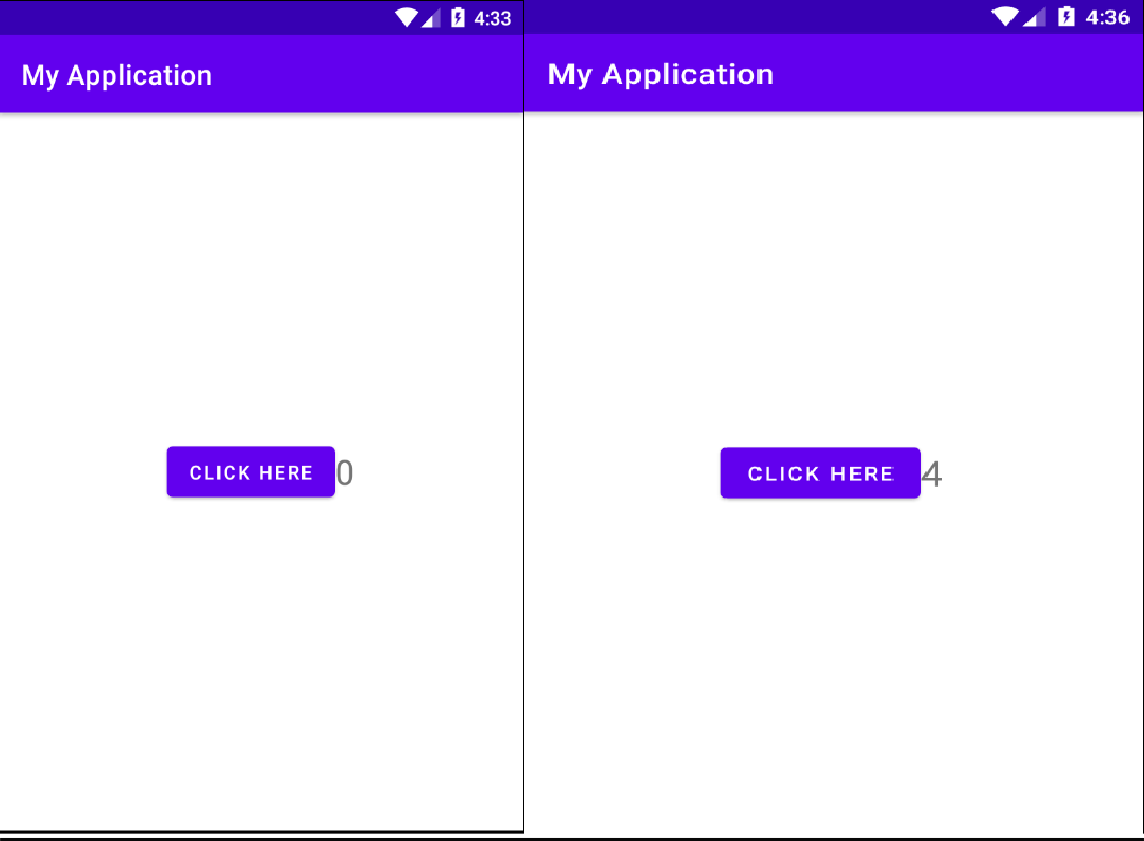 4:33
My Application
CLICK HERE 0
4:36
My Application
CLICK HERE 4